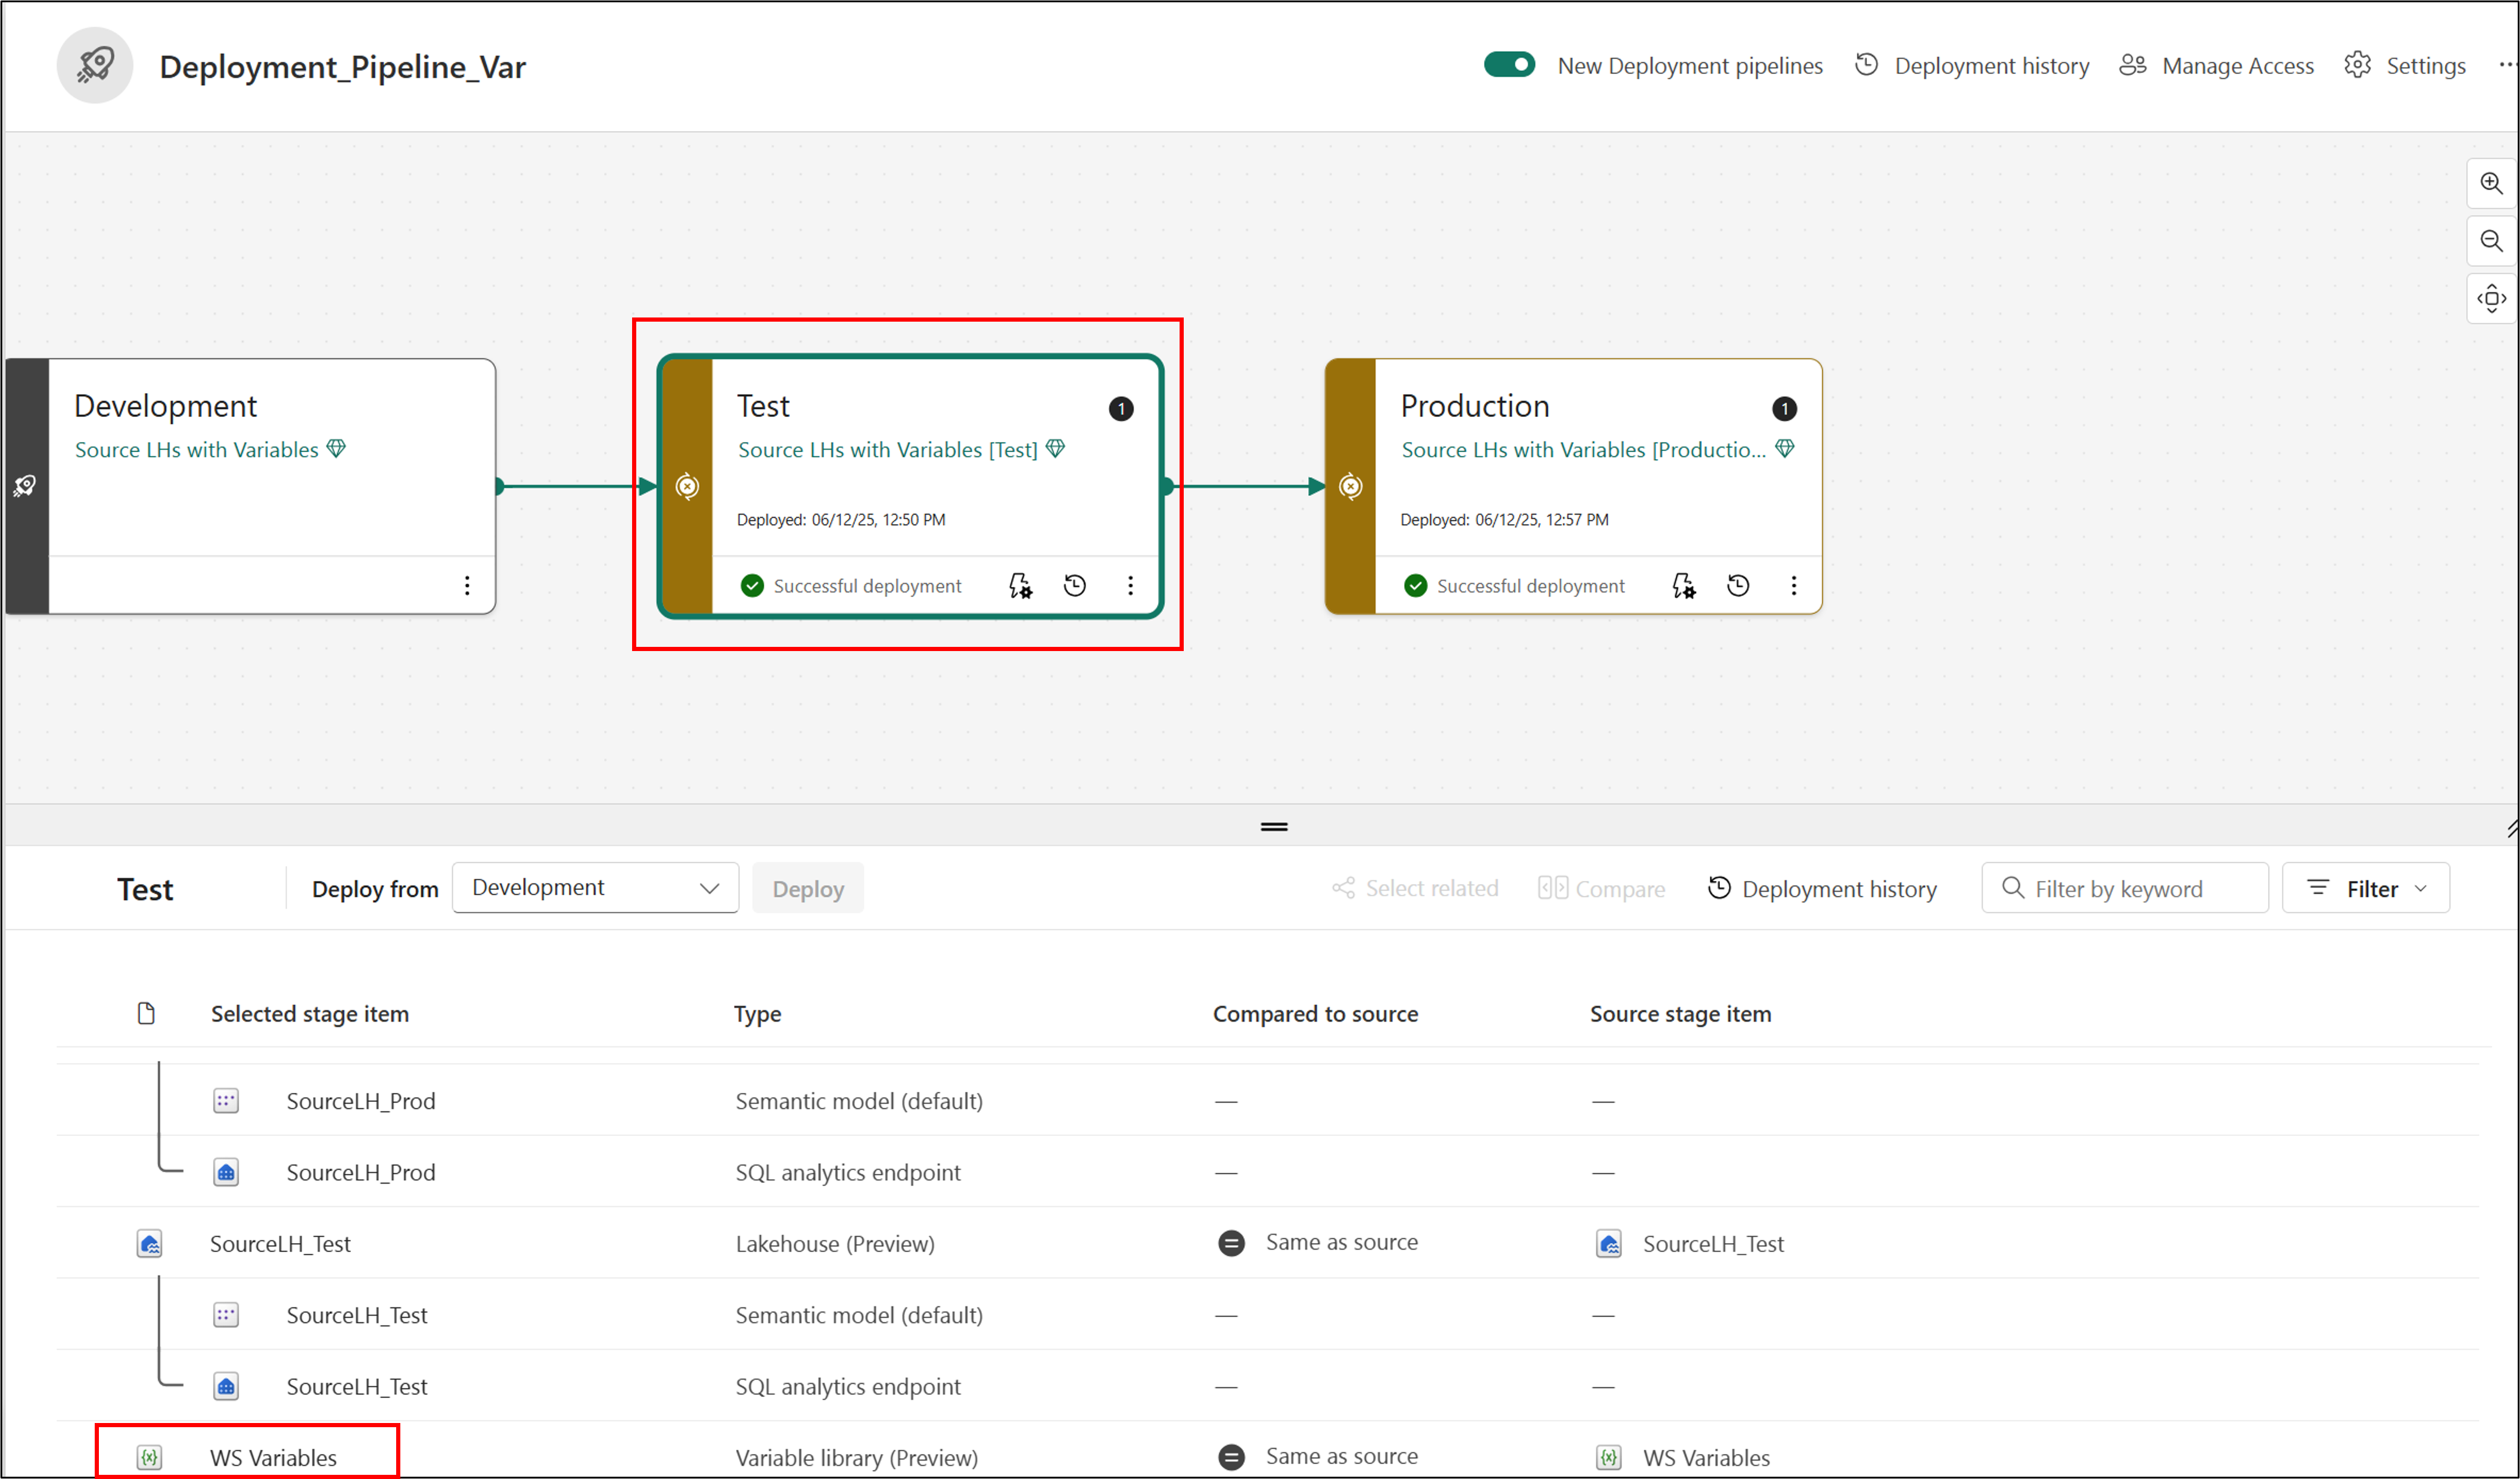 Deployment_Pipeline_Var
New Deployment pipelines
Deployment history
Manage Access
Settings
Development
Source LHs with Variables
Test
1
Source LHs with Variables [Test]
Deployed: 06/12/25, 12:50 PM
Successful deployment
Production
1
Source LHs with Variables [Productio...
Deployed: 06/12/25, 12:57 PM
Successful deployment
Test
Deploy from
Development
Deploy
Select related
Compare
Deployment history
Filter by keyword
Filter
Selected stage item Type Compared to source Source stage item
SourceLH_Prod Semantic model (default) — —
SourceLH_Prod SQL analytics endpoint — —
SourceLH_Test Lakehouse (Preview) Same as source SourceLH_Test
SourceLH_Test Semantic model (default) — —
SourceLH_Test SQL analytics endpoint — —
WS Variables Variable library (Preview) Same as source WS Variables